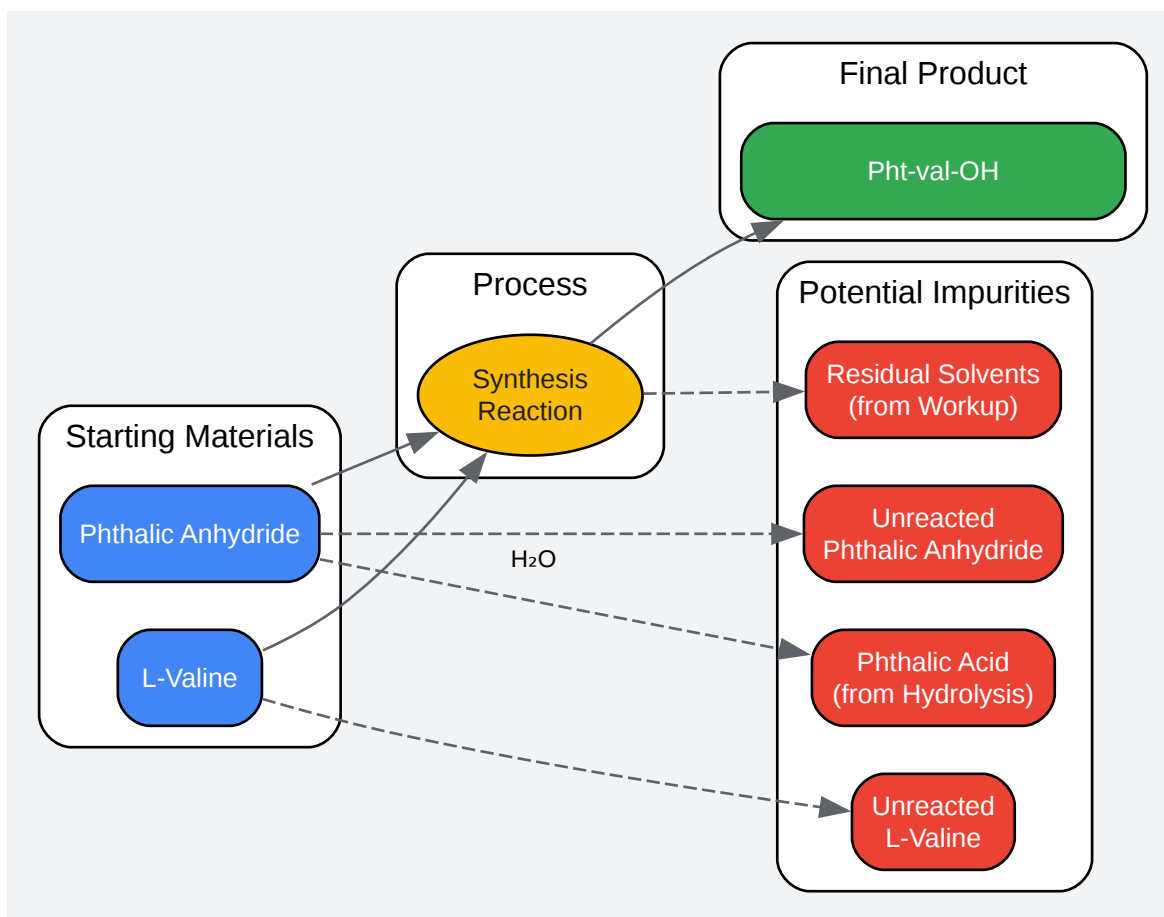 Final Product
Pht-val-OH
Process
Synthesis
Reaction
Potential Impurities
Residual Solvents
(from Workup)
Starting Materials
Phthalic Anhydride
L-Valine
H₂O
Unreacted
Phthalic Anhydride
Phthalic Acid
(from Hydrolysis)
Unreacted
L-Valine